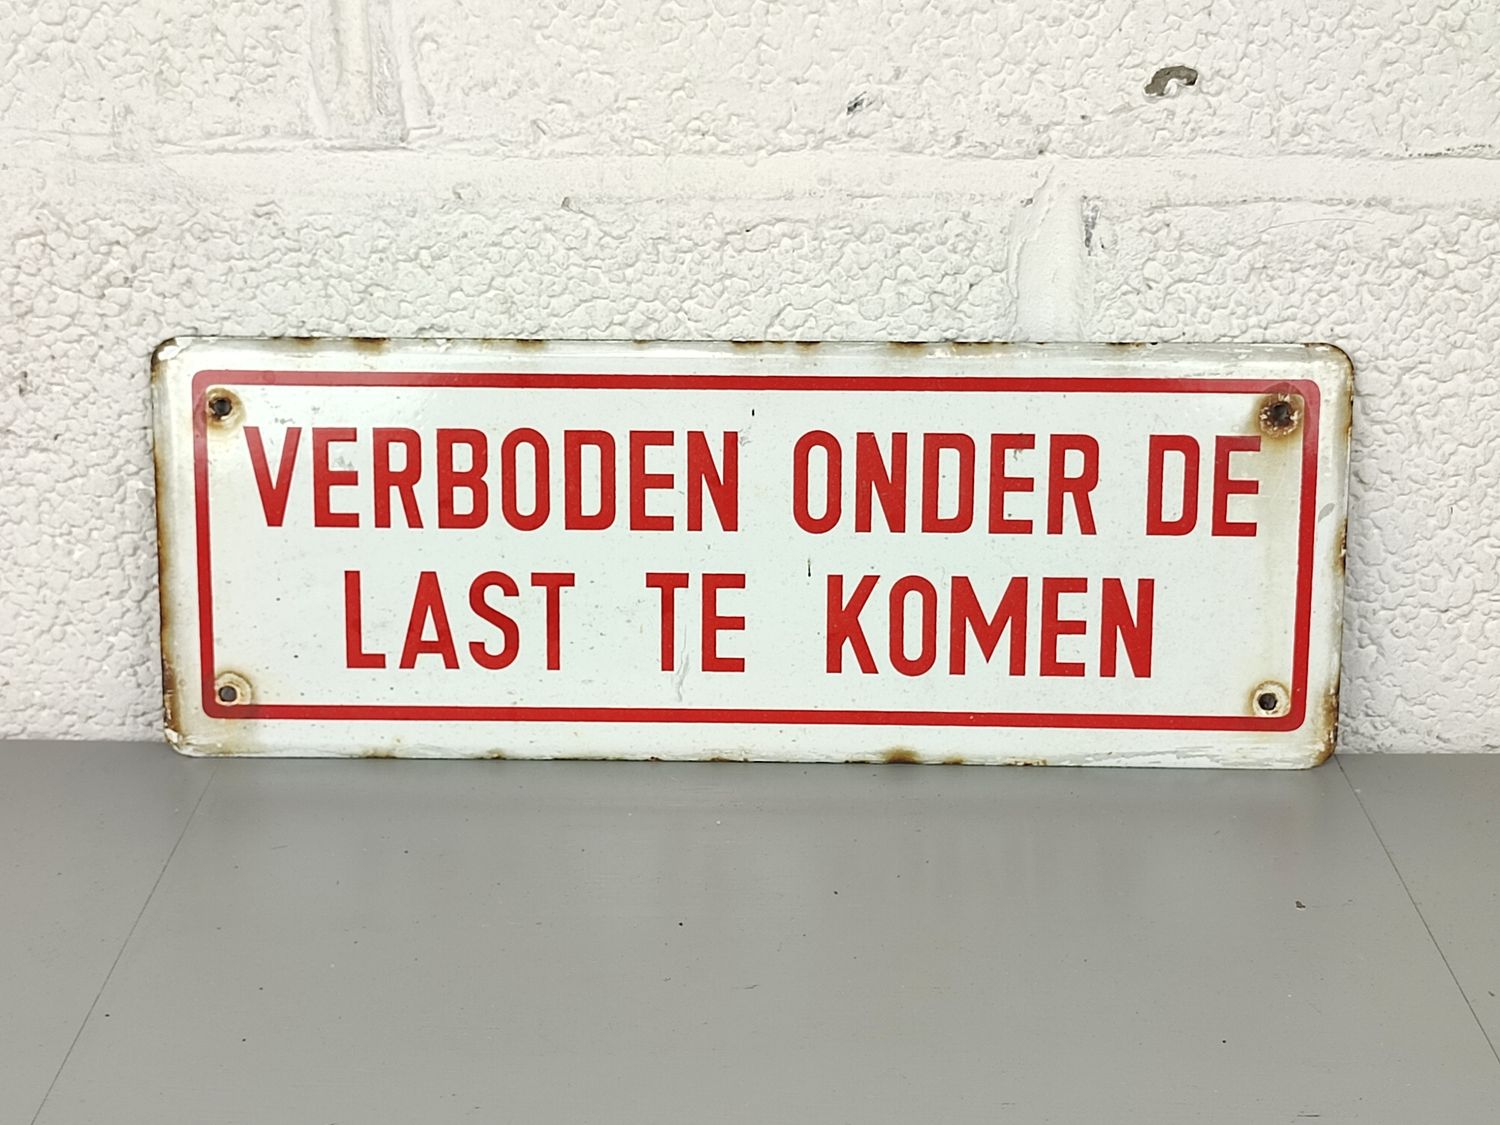 VERBODEN ONDER DE
LAST TE KOMEN